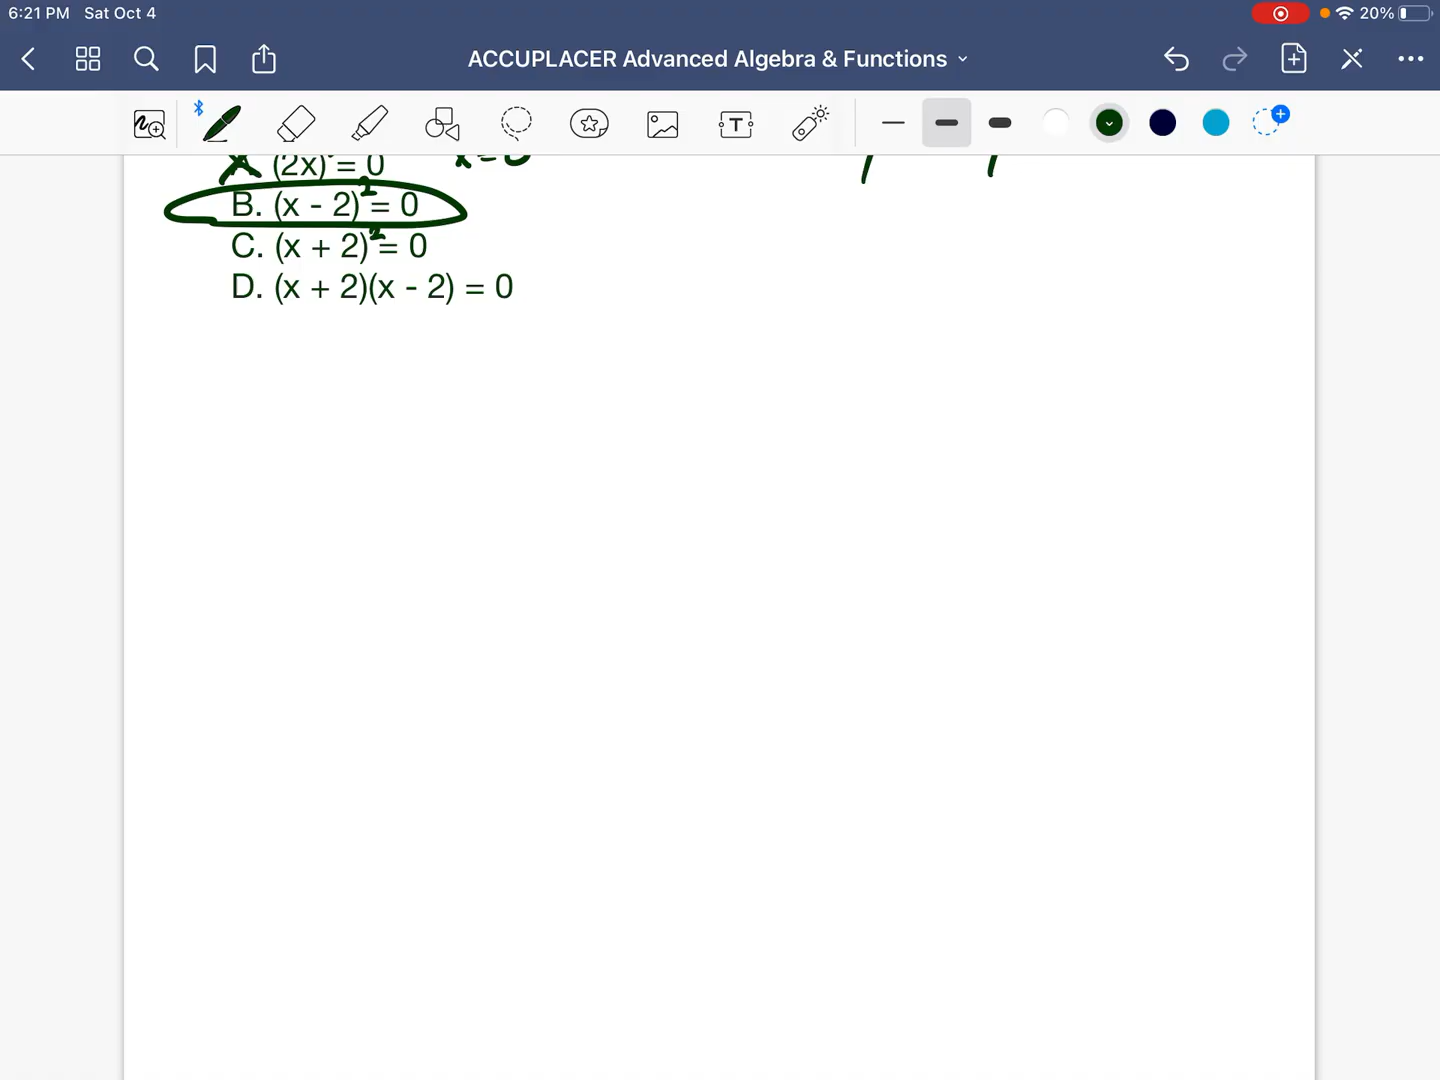 6:21 PM Sat Oct 4
20%
ACCUPLACER Advanced Algebra & Functions
T
(2x)² = 0 x = 0
B. (x - 2)² = 0
C. (x + 2)² = 0
D. (x + 2)(x - 2) = 0